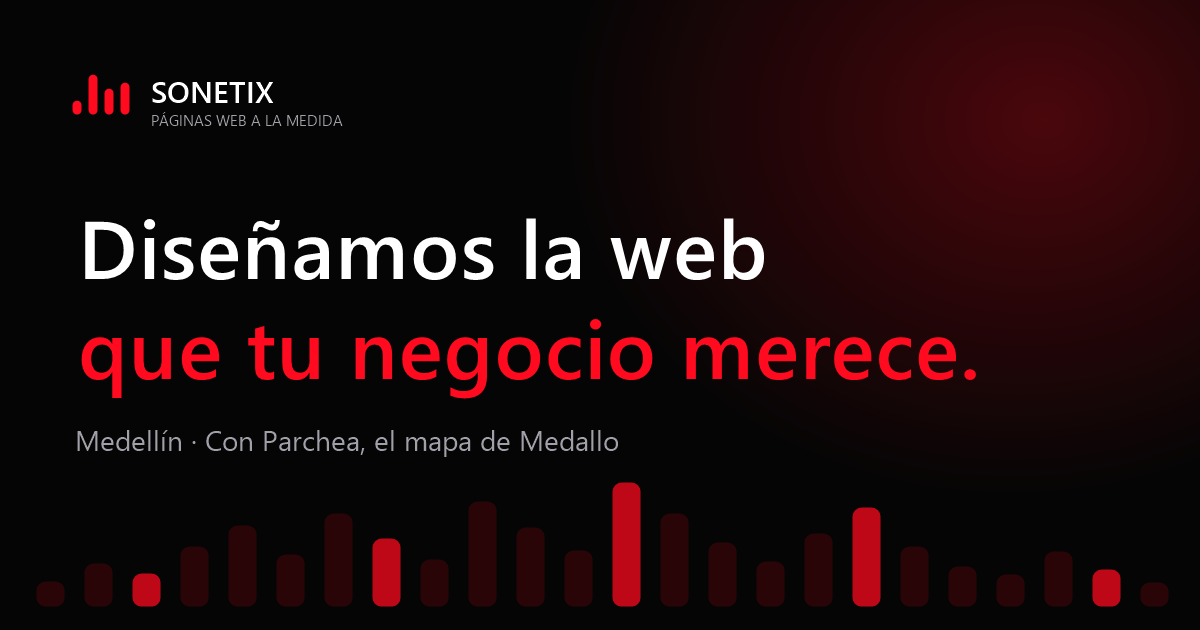 SONETIX
PÁGINAS WEB A LA MEDIDA
Diseñamos la web
que tu negocio merece.
Medellín · Con Parchea, el mapa de Medallo